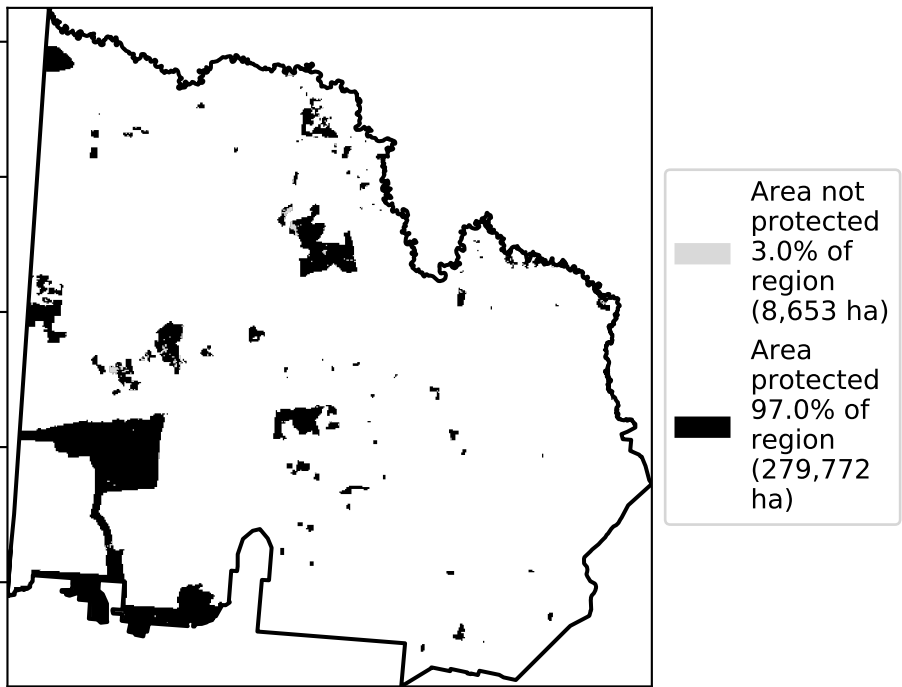 Area not
protected
3.0% of
region
(8,653 ha)
Area
protected
97.0% of
region
(279,772
ha)